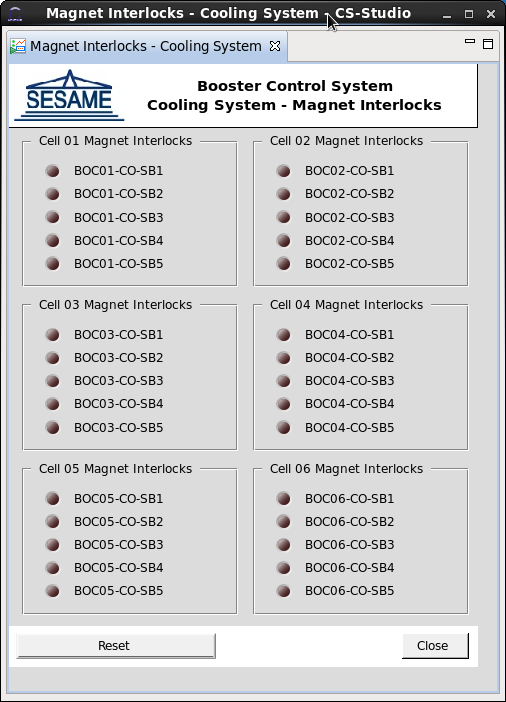 Magnet Interlocks - Cooling System - CS-Studio
Magnet Interlocks - Cooling System
SESAME
Booster Control System
Cooling System - Magnet Interlocks
Cell 01 Magnet Interlocks
BOC01-CO-SB1
BOC01-CO-SB2
BOC01-CO-SB3
BOC01-CO-SB4
BOC01-CO-SB5
Cell 02 Magnet Interlocks
BOC02-CO-SB1
BOC02-CO-SB2
BOC02-CO-SB3
BOC02-CO-SB4
BOC02-CO-SB5
Cell 03 Magnet Interlocks
BOC03-CO-SB1
BOC03-CO-SB2
BOC03-CO-SB3
BOC03-CO-SB4
BOC03-CO-SB5
Cell 04 Magnet Interlocks
BOC04-CO-SB1
BOC04-CO-SB2
BOC04-CO-SB3
BOC04-CO-SB4
BOC04-CO-SB5
Cell 05 Magnet Interlocks
BOC05-CO-SB1
BOC05-CO-SB2
BOC05-CO-SB3
BOC05-CO-SB4
BOC05-CO-SB5
Cell 06 Magnet Interlocks
BOC06-CO-SB1
BOC06-CO-SB2
BOC06-CO-SB3
BOC06-CO-SB4
BOC06-CO-SB5
Reset
Close